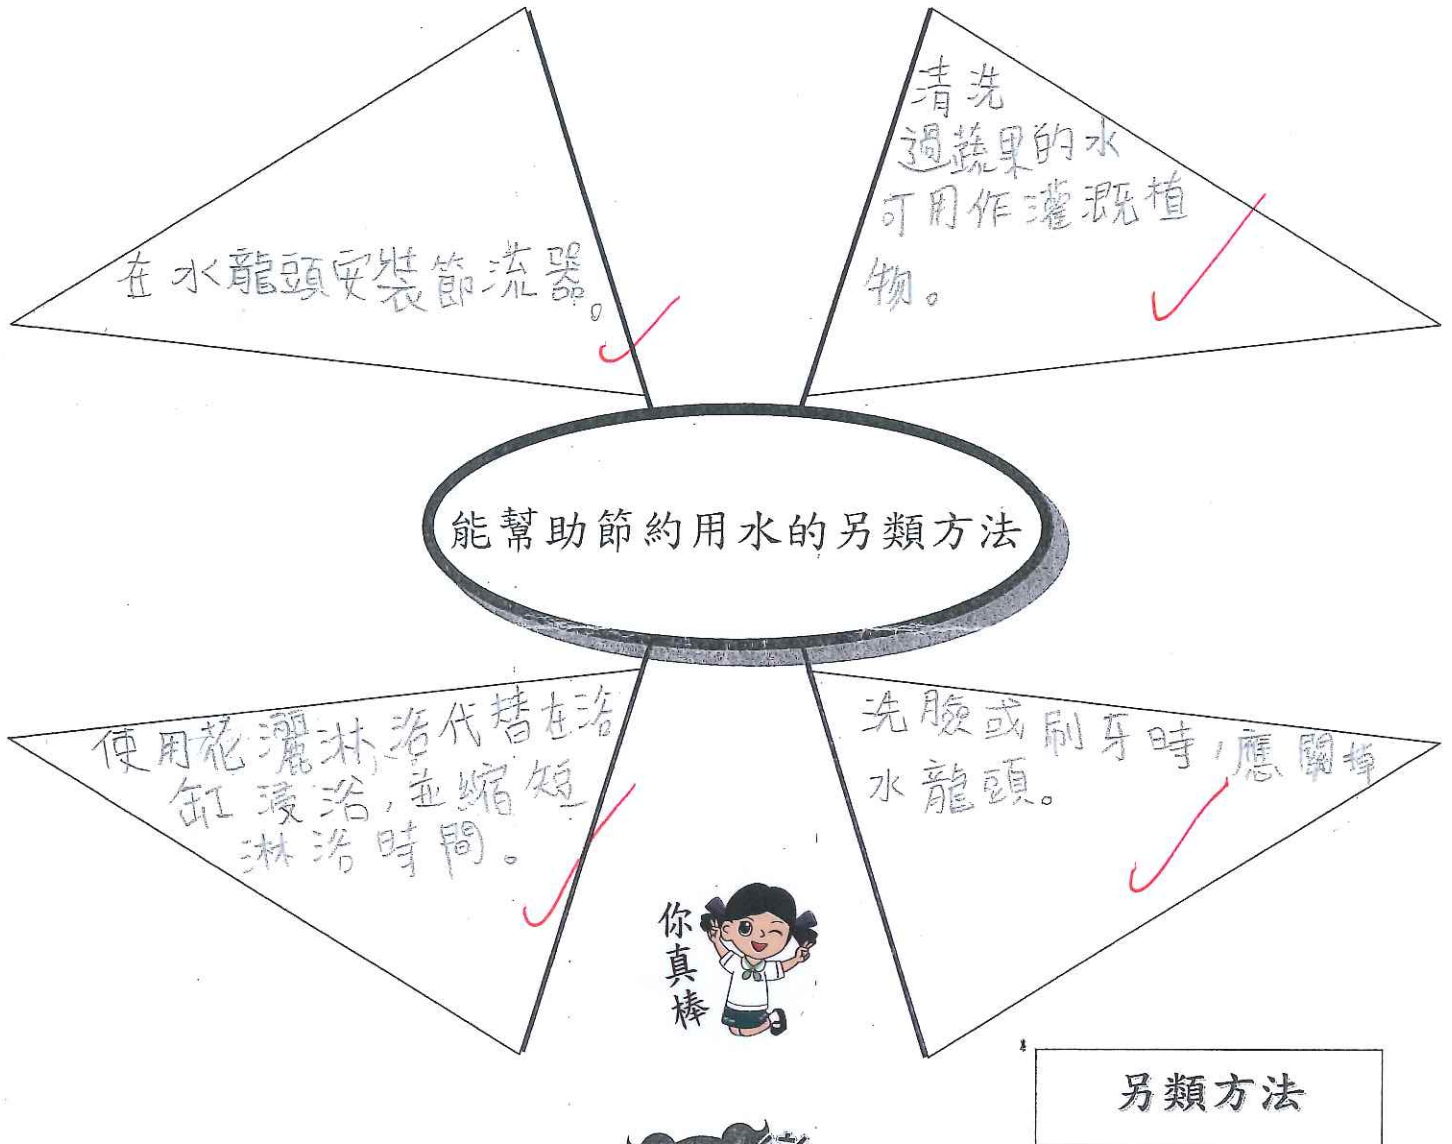 在水龍頭安裝節流器。
清洗
過蔬果的水
可用作灌溉植
物。
能幫助節約用水的另類方法
使用花灑淋浴代替在浴
缸浸浴,並縮短
淋浴時間。
洗臉或刷牙時,應關掉
水龍頭。
你真棒
另類方法